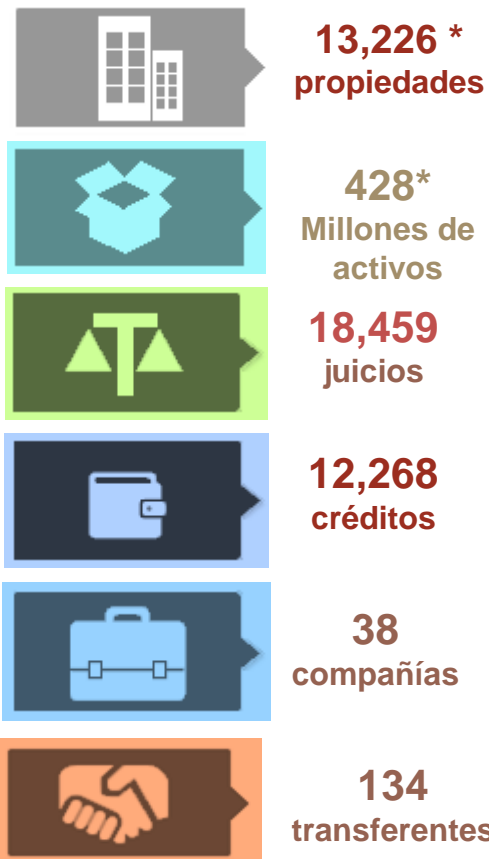 13,226 *
propiedades
428*
Millones de
activos
18,459
juicios
12,268
créditos
38
compañías
134
transferentes